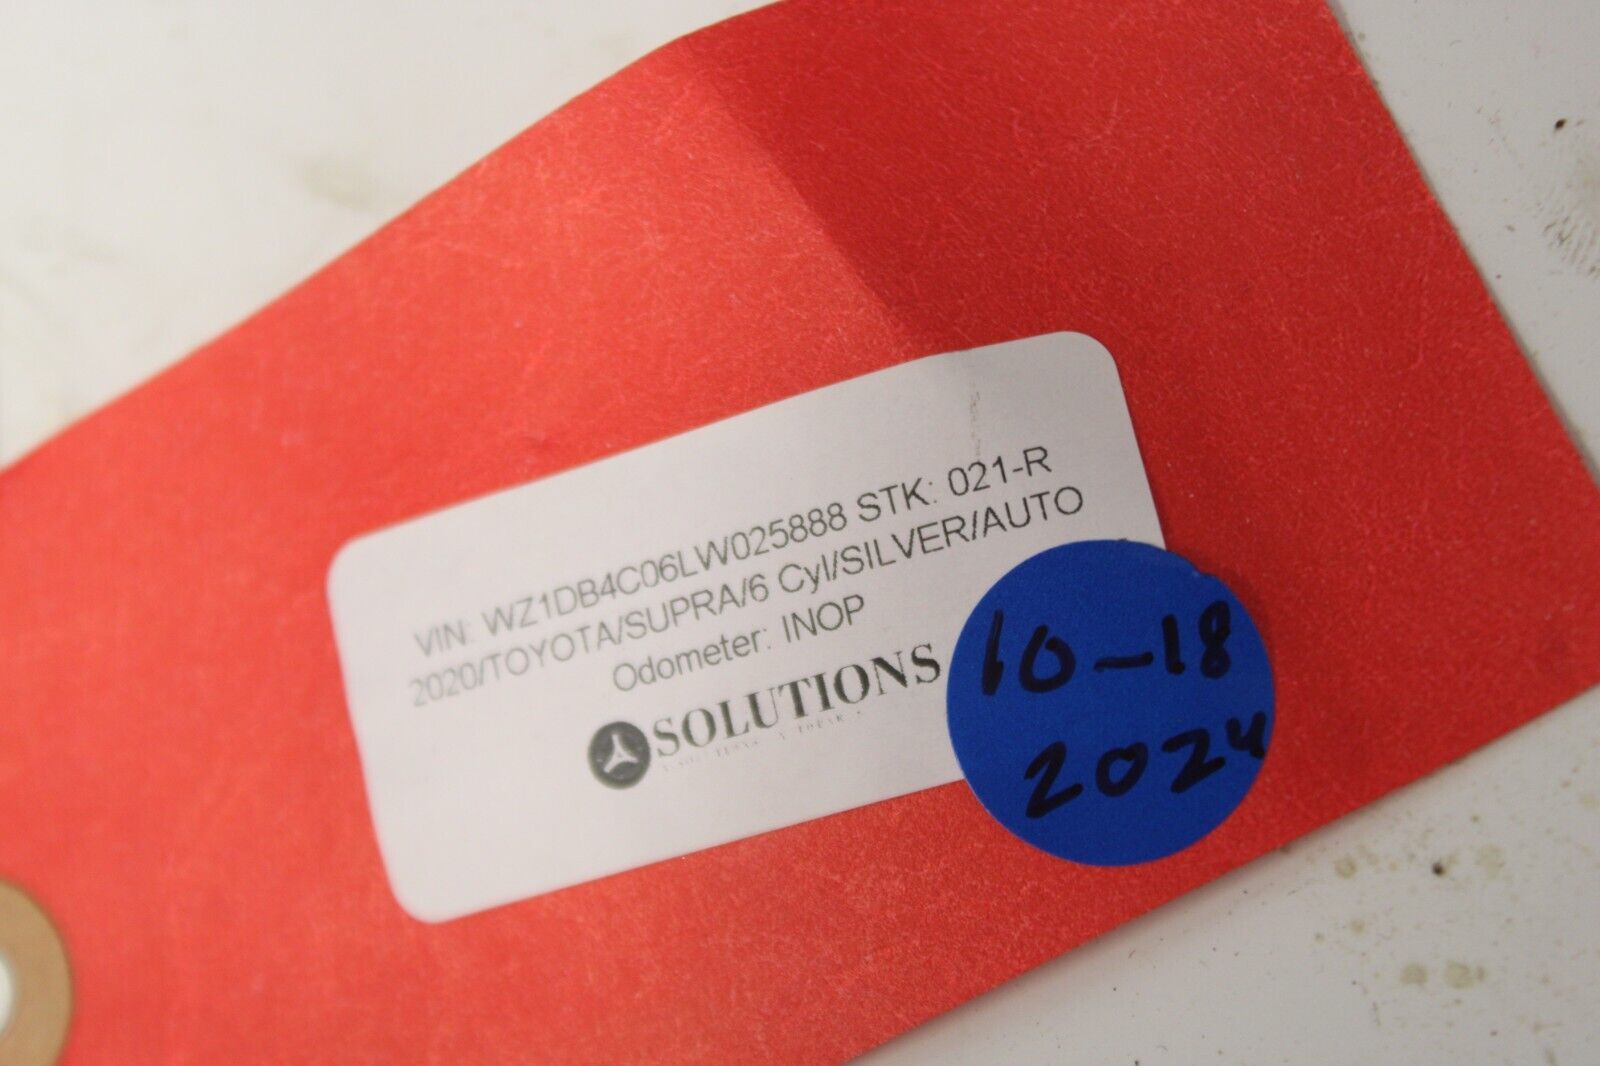 VIN: WZ1DB4C06LW025888 STK: 021-R
2020/TOYOTA/SUPRA/6 Cyl/SILVER/AUTO
Odometer: INOP
SOLUTIONS
10-18
2024